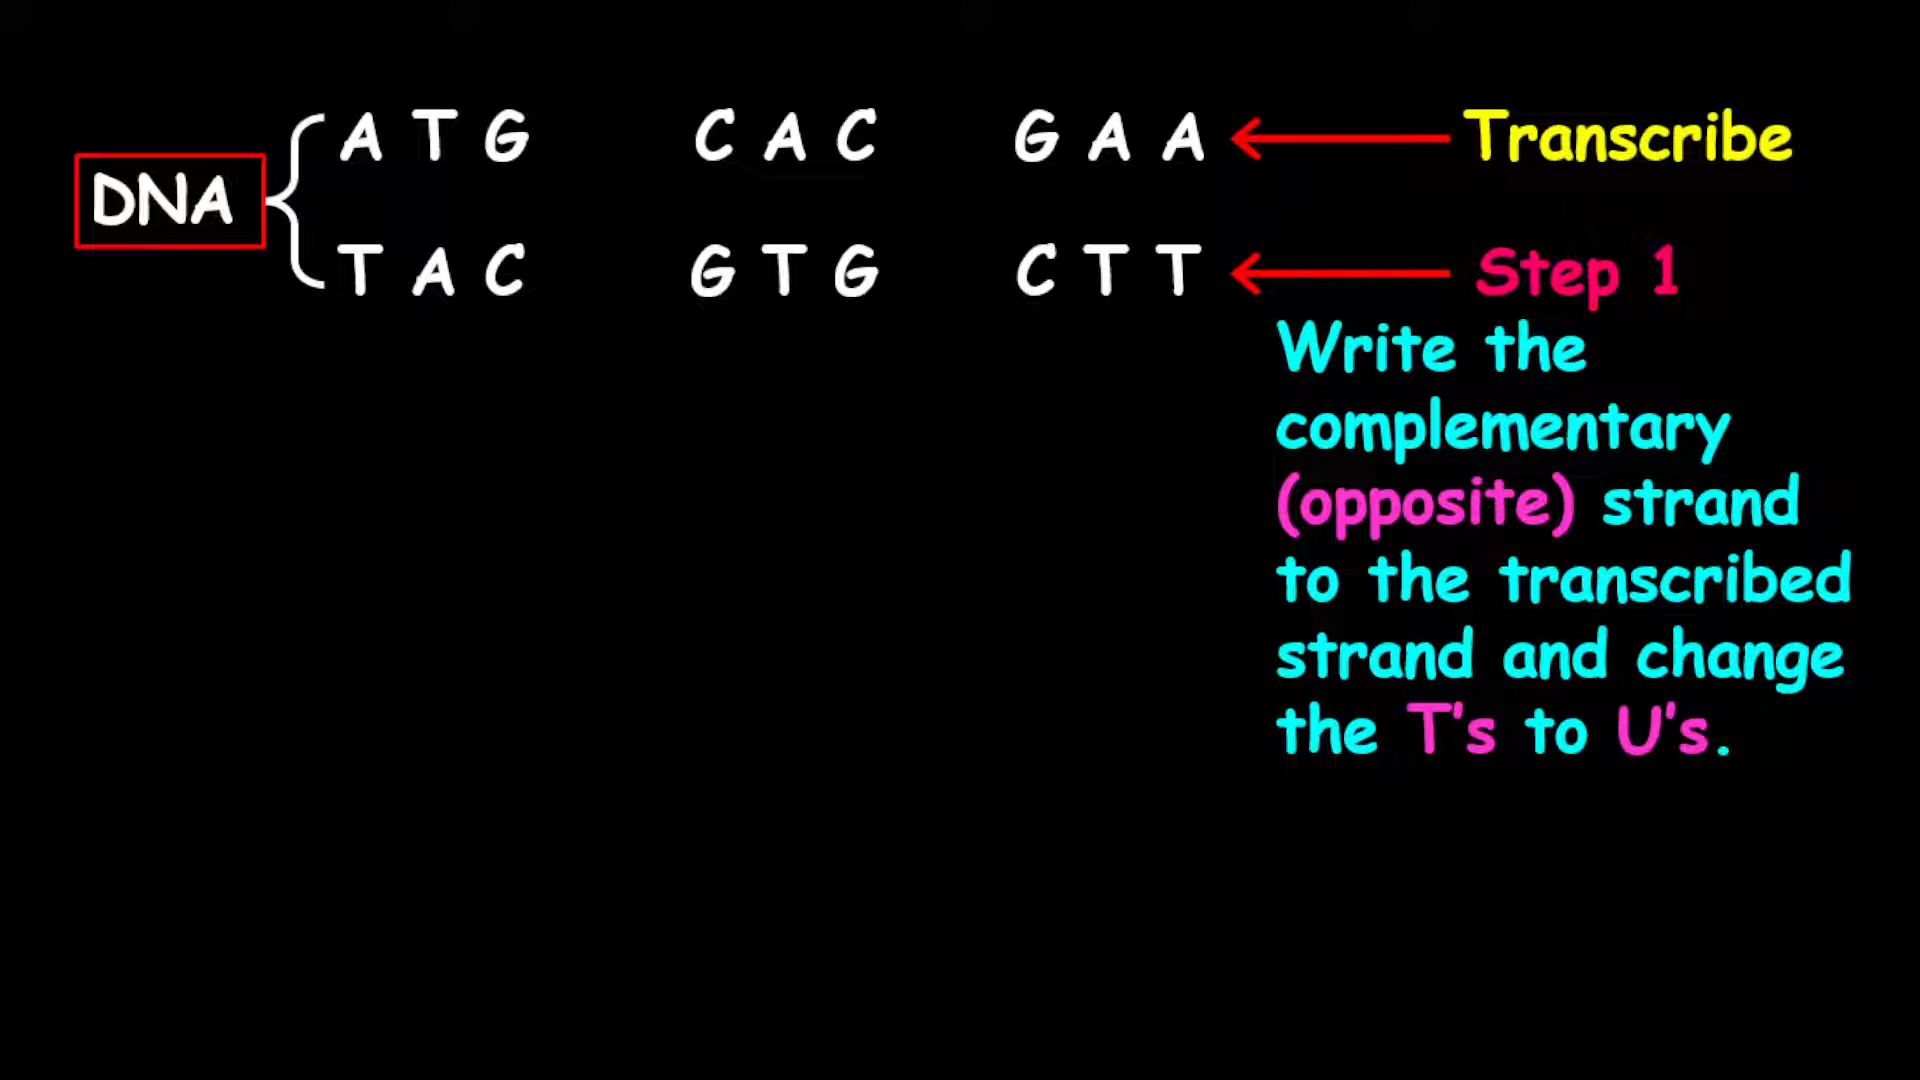 A T G C A C G A A Transcribe
DNA
T A C G T G C T T Step 1
Write the
complementary
(opposite) strand
to the transcribed
strand and change
the T's to U's.